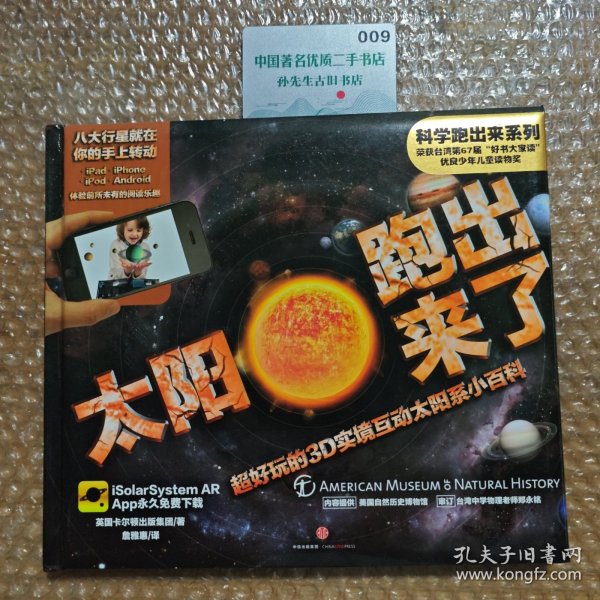 009
中国著名优质二手书店
孙先生古旧书店
八大行星就在
你的手上转动
iPad · iPhone
iPod · Android
体验前所未有的阅读乐趣
科学跑出来系列
荣获台湾第67届“好书大家读”
优良少年儿童读物奖
太阳
跑出
来了
超好玩的3D实境互动太阳系小百科
iSolarSystem AR
App永久免费下载
英国卡尔顿出版集团/著
詹雅惠/译
AMERICAN MUSEUM & NATURAL HISTORY
内容提供 美国自然历史博物馆 审订 台湾中学物理老师郑永铭
中信出版集团·CHINACITICPRESS
孔夫子旧书网
www.kongfz.com